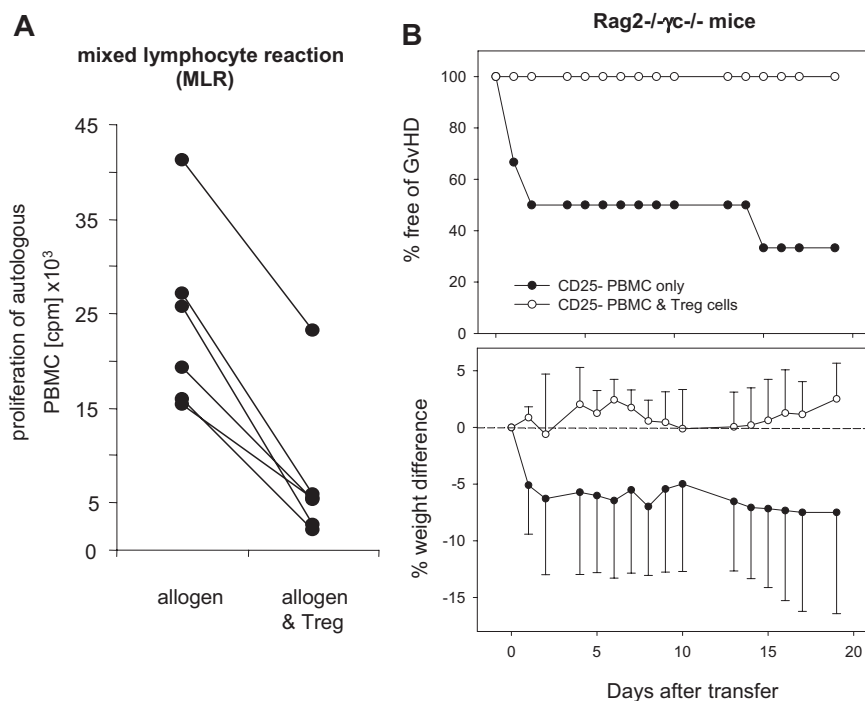 A
mixed lymphocyte reaction
(MLR)
proliferation of autologous
PBMC [cpm] x10³
45
35
25
15
5
0
allogen
allogen
& Treg
B
Rag2-/-γc-/- mice
% free of GvHD
100
80
60
40
20
0
CD25- PBMC only
CD25- PBMC & Treg cells
% weight difference
5
0
-5
-10
-15
0 5 10 15 20
Days after transfer